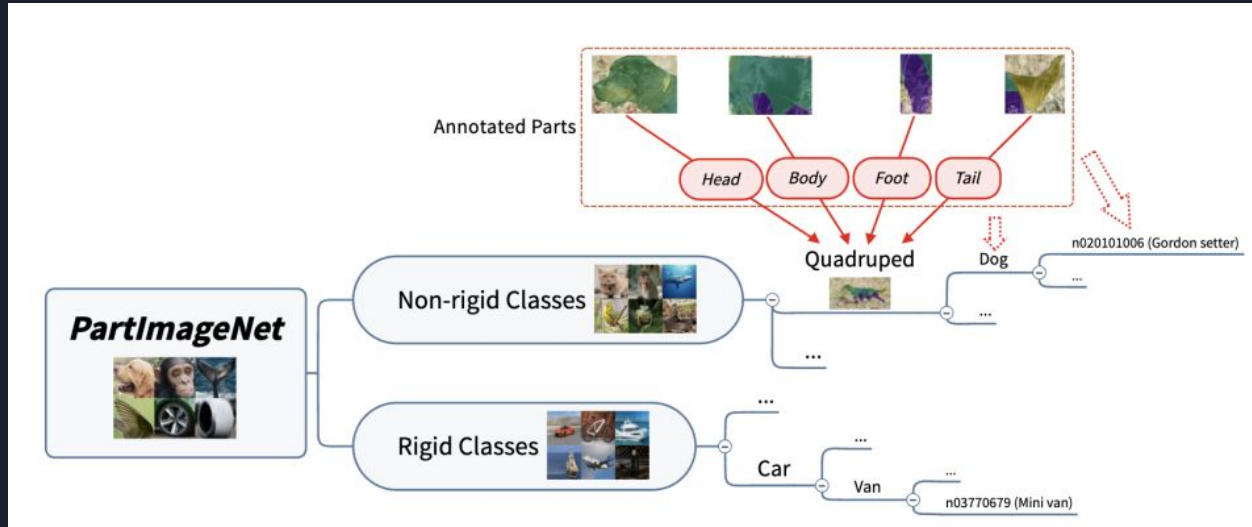 Annotated Parts
Head
Body
Foot
Tail
n020101006 (Gordon setter)
Quadruped
Dog
...
Non-rigid Classes
...
PartImageNet
...
...
Rigid Classes
...
Car
Van
...
n03770679 (Mini van)